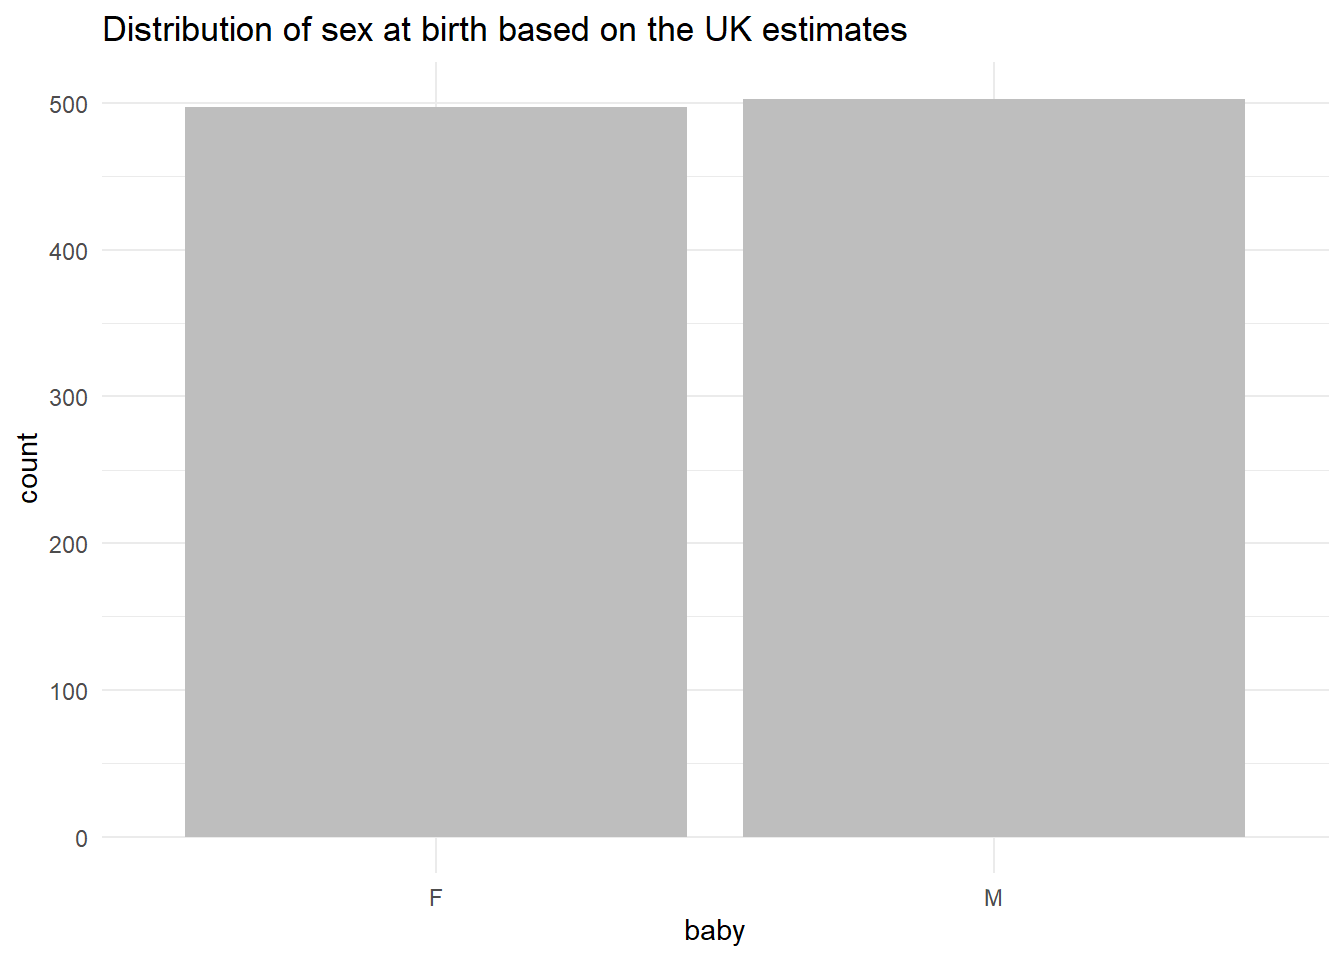 Distribution of sex at birth based on the UK estimates
500
400
300
200
100
0
count
F
M
baby